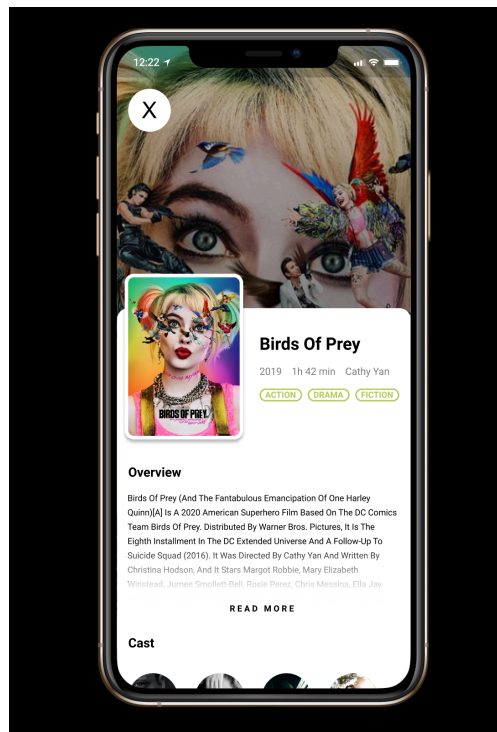 12:22
X
BIRDS OF PREY
Birds Of Prey
2019 1h 42 min Cathy Yan
ACTION DRAMA FICTION
Overview
Birds Of Prey (And The Fantabulous Emancipation Of One Harley
Quinn)[A] Is A 2020 American Superhero Film Based On The DC Comics
Team Birds Of Prey. Distributed By Warner Bros. Pictures, It Is The
Eighth Installment In The DC Extended Universe And A Follow-Up To
Suicide Squad (2016). It Was Directed By Cathy Yan And Written By
Christina Hodson, And It Stars Margot Robbie, Mary Elizabeth
Winstead, Jurnee Smollett-Bell, Rosie Perez, Chris Messina, Ella Jay
READ MORE
Cast